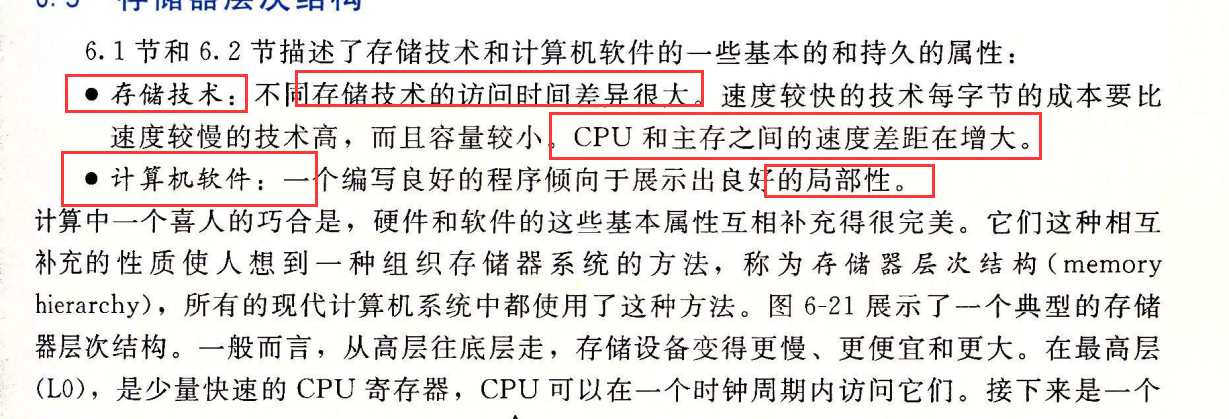 6.3 存储器层次结构
6.1 节和 6.2 节描述了存储技术和计算机软件的一些基本的和持久的属性：
● 存储技术：不同存储技术的访问时间差异很大。速度较快的技术每字节的成本要比
速度较慢的技术高，而且容量较小。CPU 和主存之间的速度差距在增大。
● 计算机软件：一个编写良好的程序倾向于展示出良好的局部性。
计算中一个喜人的巧合是，硬件和软件的这些基本属性互相补充得很完美。它们这种相互
补充的性质使人想到一种组织存储器系统的方法，称为存储器层次结构(memory
hierarchy)，所有的现代计算机系统中都使用了这种方法。图 6-21 展示了一个典型的存储
器层次结构。一般而言，从高层往底层走，存储设备变得更慢、更便宜和更大。在最高层
(L0)，是少量快速的 CPU 寄存器，CPU 可以在一个时钟周期内访问它们。接下来是一个